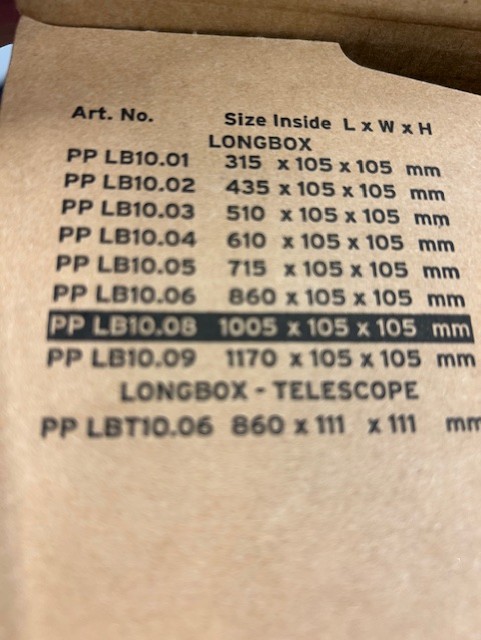 Art. No. Size Inside L x W x H
LONGBOX
PP LB10.01 315 x 105 x 105 mm
PP LB10.02 435 x 105 x 105 mm
PP LB10.03 510 x 105 x 105 mm
PP LB10.04 610 x 105 x 105 mm
PP LB10.05 715 x 105 x 105 mm
PP LB10.06 860 x 105 x 105 mm
PP LB10.08 1005 x 105 x 105 mm
PP LB10.09 1170 x 105 x 105 mm
LONGBOX - TELESCOPE
PP LBT10.06 860 x 111 x 111 mm